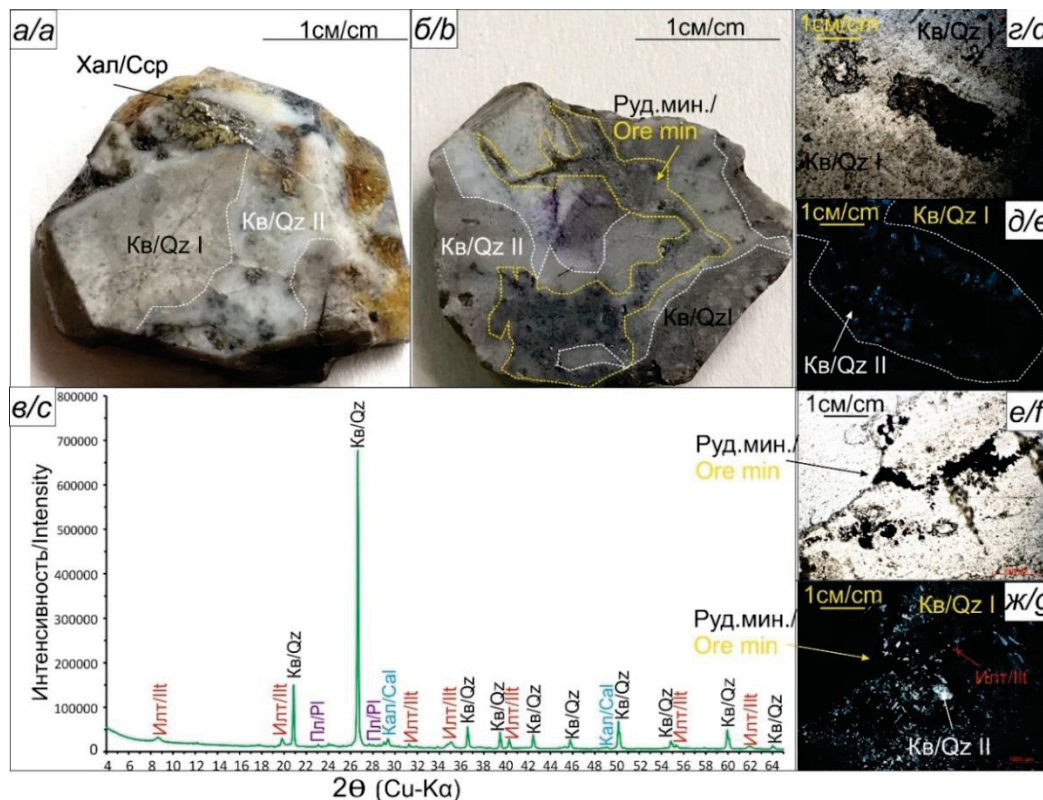 а/a
1см/cm
Хал/Ccp
Кв/Qz I
Кв/Qz II
б/b
1см/cm
Руд.мин./
Ore min
Кв/Qz II
Кв/QzI
г/d
1см/cm
Кв/Qz I
Кв/Qz I
д/e
1см/cm
Кв/Qz I
Кв/Qz II
в/c
Интенсивность/Intensity
800000
700000
600000
500000
400000
300000
200000
100000
0
Илт/Ilt
Илт/Ilt
Кв/Qz
Пл/Pl
Кв/Qz
Пл/Pl
Кал/Cal
Илт/Ilt
Илт/Ilt
Кв/Qz
Кв/Qz
Илт/Ilt
Кв/Qz
Кв/Qz
Кал/Cal
Кв/Qz
Кв/Qz
Илт/Ilt
Кв/Qz
Илт/Ilt
Кв/Qz
4 6 8 10 12 14 16 18 20 22 24 26 28 30 32 34 36 38 40 42 44 46 48 50 52 54 56 58 60 62 64
2Ө (Cu-Kα)
е/f
1см/cm
Руд.мин./
Ore min
ж/g
1см/cm
Кв/Qz I
Руд.мин./
Ore min
Илт/Ilt
Кв/Qz II